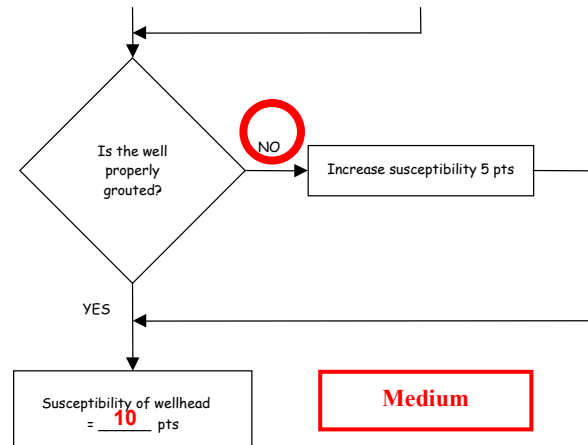 Is the well
properly
grouted?
NO
Increase susceptibility 5 pts
YES
Susceptibility of wellhead
= 10 pts
Medium